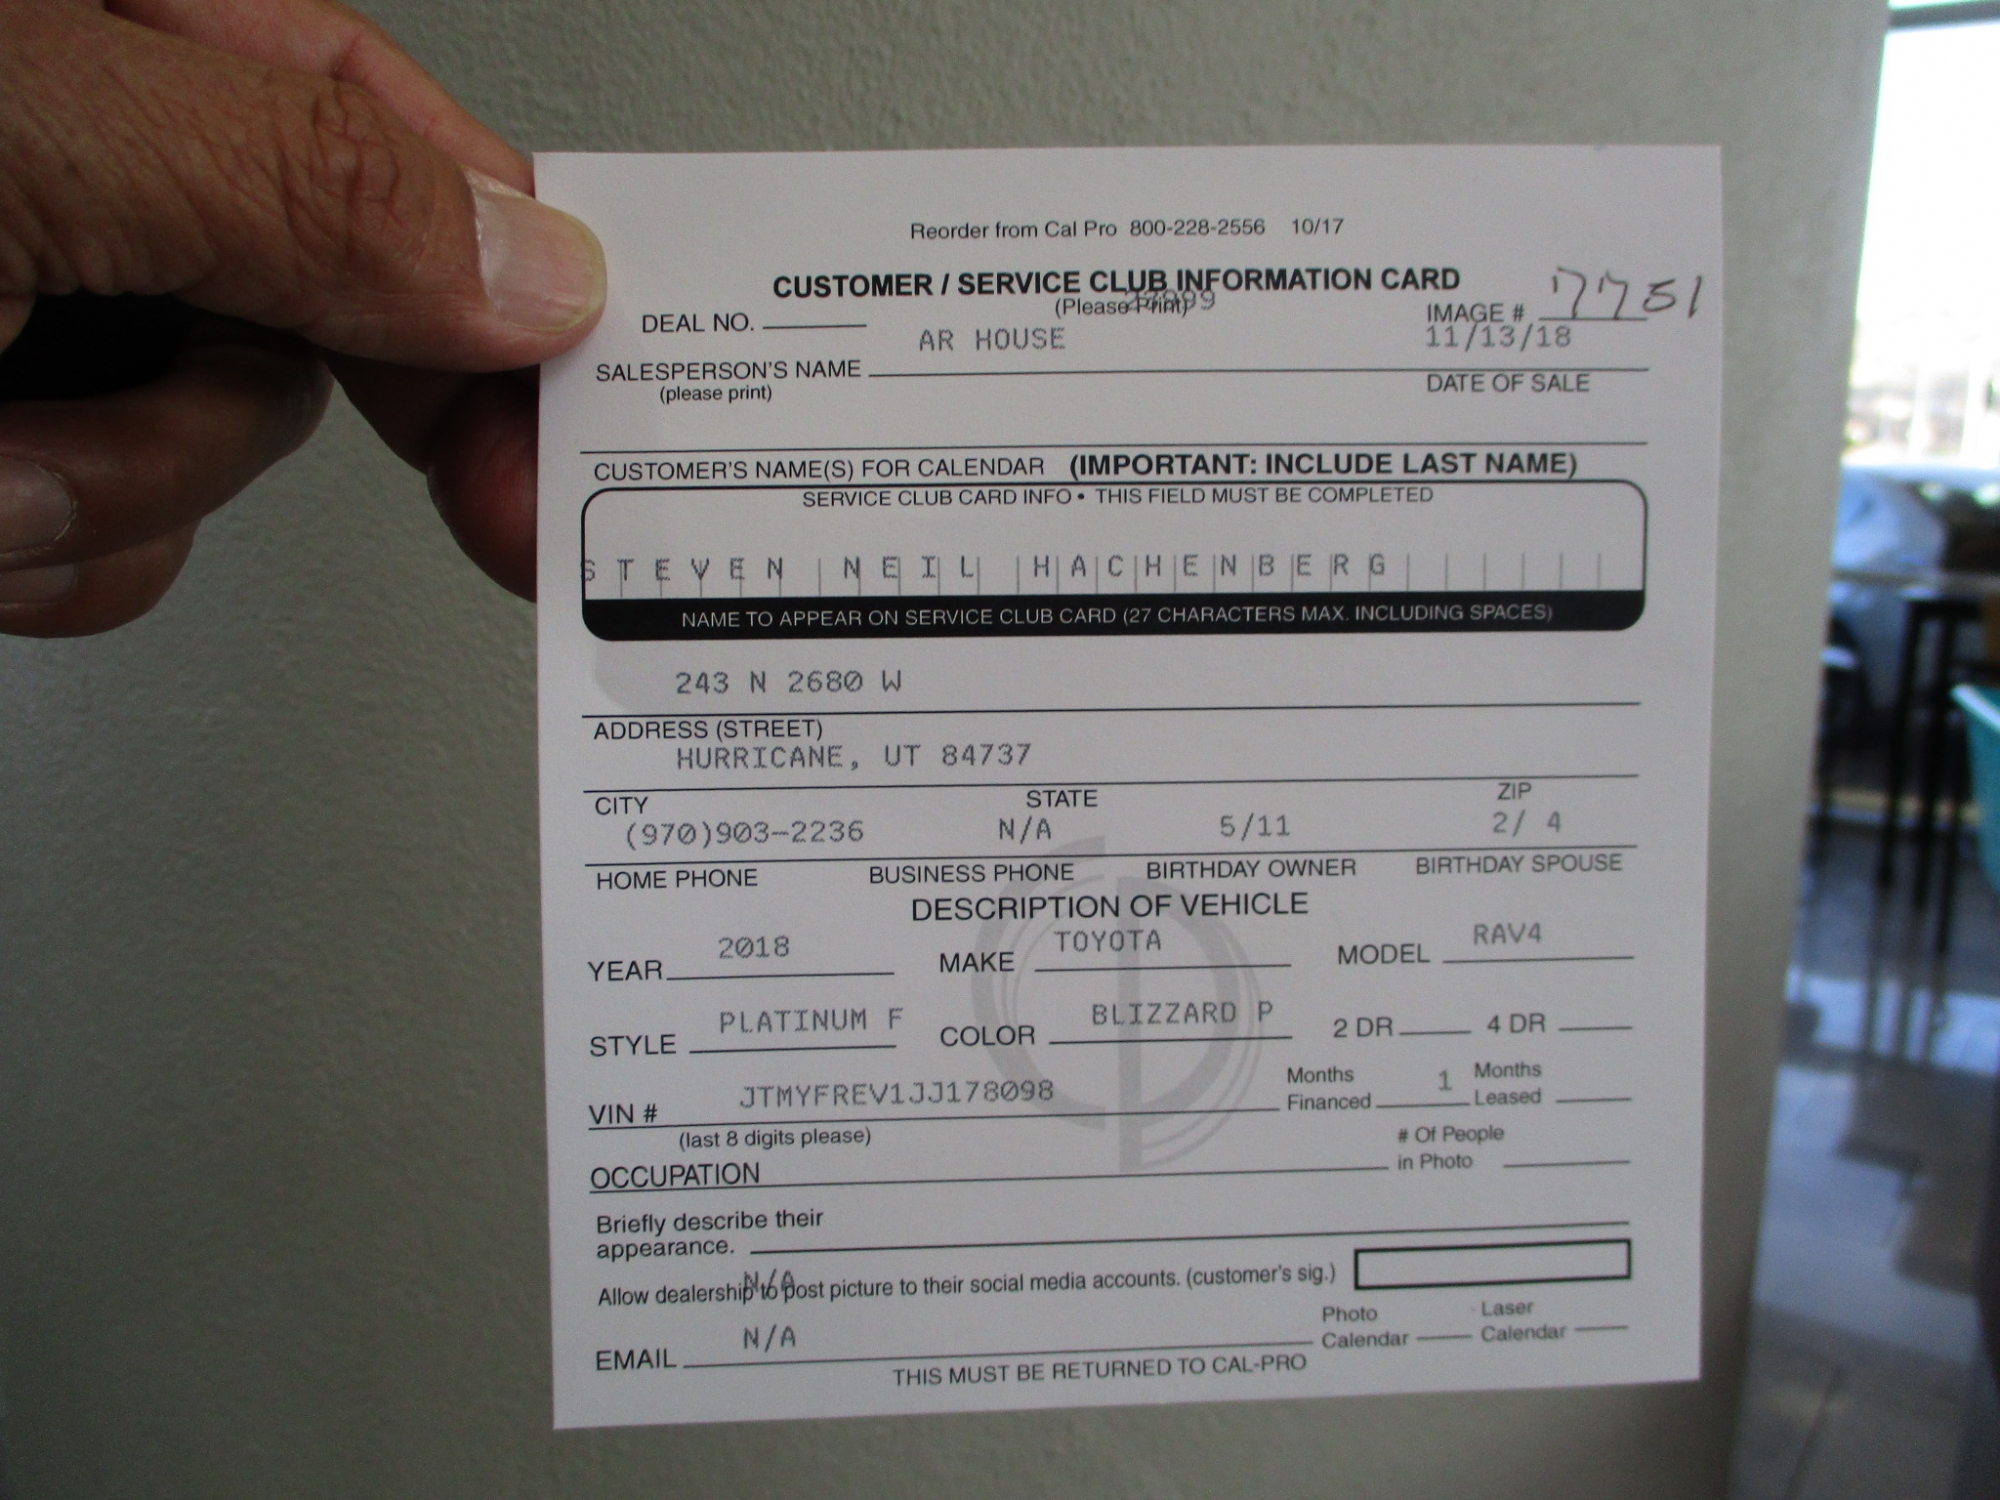 Reorder from Cal Pro 800-228-2556 10/17
CUSTOMER / SERVICE CLUB INFORMATION CARD
(Please Print)
DEAL NO. IMAGE # 7751
AR HOUSE 11/13/18
SALESPERSON'S NAME
(please print) DATE OF SALE
CUSTOMER'S NAME(S) FOR CALENDAR (IMPORTANT: INCLUDE LAST NAME)
SERVICE CLUB CARD INFO • THIS FIELD MUST BE COMPLETED
STEVEN NEIL HACHENBERG
NAME TO APPEAR ON SERVICE CLUB CARD (27 CHARACTERS MAX. INCLUDING SPACES)
243 N 2680 W
ADDRESS (STREET)
HURRICANE, UT 84737
CITY STATE ZIP
(970)903-2236 N/A 5/11 2/ 4
HOME PHONE BUSINESS PHONE BIRTHDAY OWNER BIRTHDAY SPOUSE
DESCRIPTION OF VEHICLE
YEAR 2018 MAKE TOYOTA MODEL RAV4
STYLE PLATINUM F COLOR BLIZZARD P 2 DR 4 DR
VIN # JTMYFREV1JJ178098 Months Financed 1 Months Leased
(last 8 digits please)
OCCUPATION # Of People in Photo
Briefly describe their
appearance.
N/A
Allow dealership to post picture to their social media accounts. (customer's sig.)
EMAIL N/A Photo Calendar Laser Calendar
THIS MUST BE RETURNED TO CAL-PRO